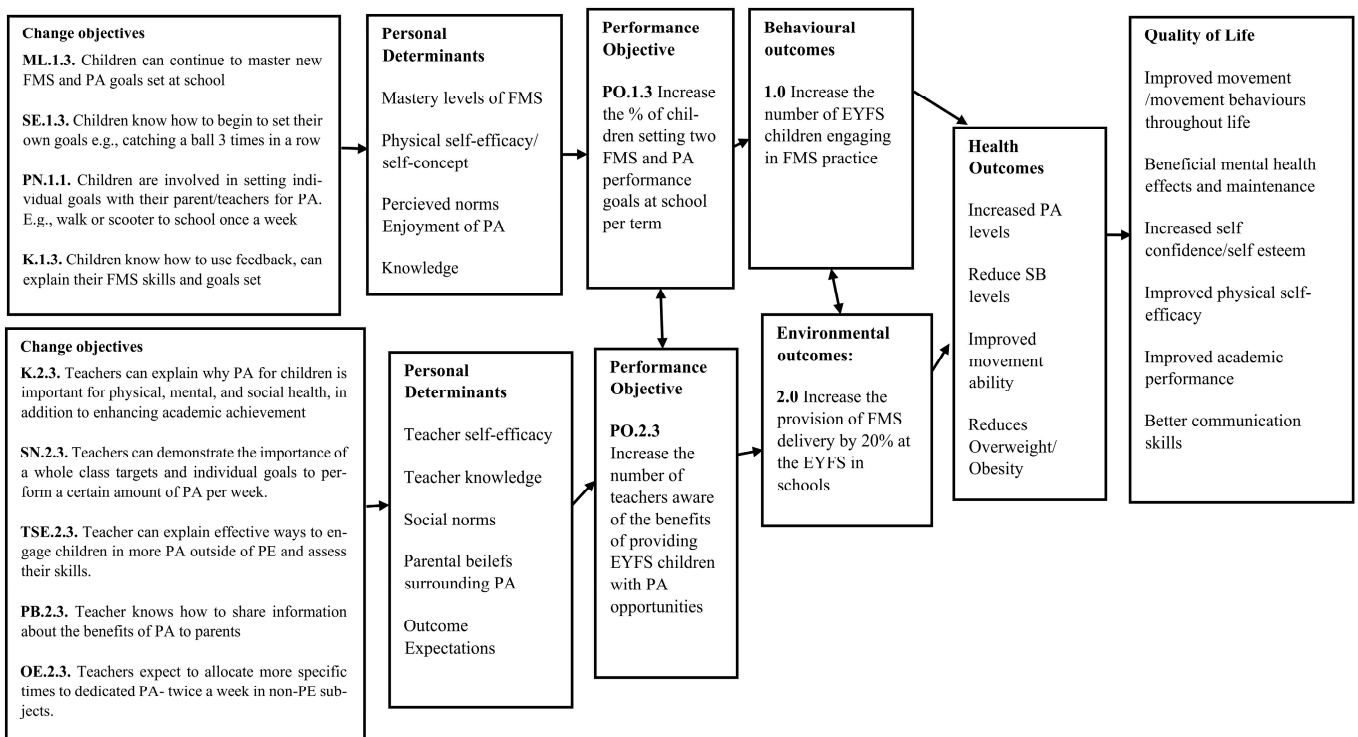 Change objectives
ML.1.3. Children can continue to master new
FMS and PA goals set at school
SE.1.3. Children know how to begin to set their
own goals e.g., catching a ball 3 times in a row
PN.1.1. Children are involved in setting indi-
vidual goals with their parent/teachers for PA.
E.g., walk or scooter to school once a week
K.1.3. Children know how to use feedback, can
explain their FMS skills and goals set
Personal
Determinants
Mastery levels of FMS
Physical self-efficacy/
self-concept
Percieved norms
Enjoyment of PA
Knowledge
Performance
Objective
PO.1.3 Increase
the % of chil-
dren setting two
FMS and PA
performance
goals at school
per term
Behavioural
outcomes
1.0 Increase the
number of EYFS
children engaging
in FMS practice
Change objectives
K.2.3. Teachers can explain why PA for children is
important for physical, mental, and social health, in
addition to enhancing academic achievement
SN.2.3. Teachers can demonstrate the importance of
a whole class targets and individual goals to per-
form a certain amount of PA per week.
TSE.2.3. Teacher can explain effective ways to en-
gage children in more PA outside of PE and assess
their skills.
PB.2.3. Teacher knows how to share information
about the benefits of PA to parents
OE.2.3. Teachers expect to allocate more specific
times to dedicated PA- twice a week in non-PE sub-
jects.
Personal
Determinants
Teacher self-efficacy
Teacher knowledge
Social norms
Parental beilefs
surrounding PA
Outcome
Expectations
Performance
Objective
PO.2.3
Increase the
number of
teachers aware
of the benefits
of providing
EYFS children
with PA
opportunities
Environmental
outcomes:
2.0 Increase the
provision of FMS
delivery by 20% at
the EYFS in
schools
Health
Outcomes
Increased PA
levels
Reduce SB
levels
Improved
movement
ability
Reduces
Overweight/
Obesity
Quality of Life
Improved movement
/movement behaviours
throughout life
Beneficial mental health
effects and maintenance
Increased self
confidence/self esteem
Improved physical self-
efficacy
Improved academic
performance
Better communication
skills